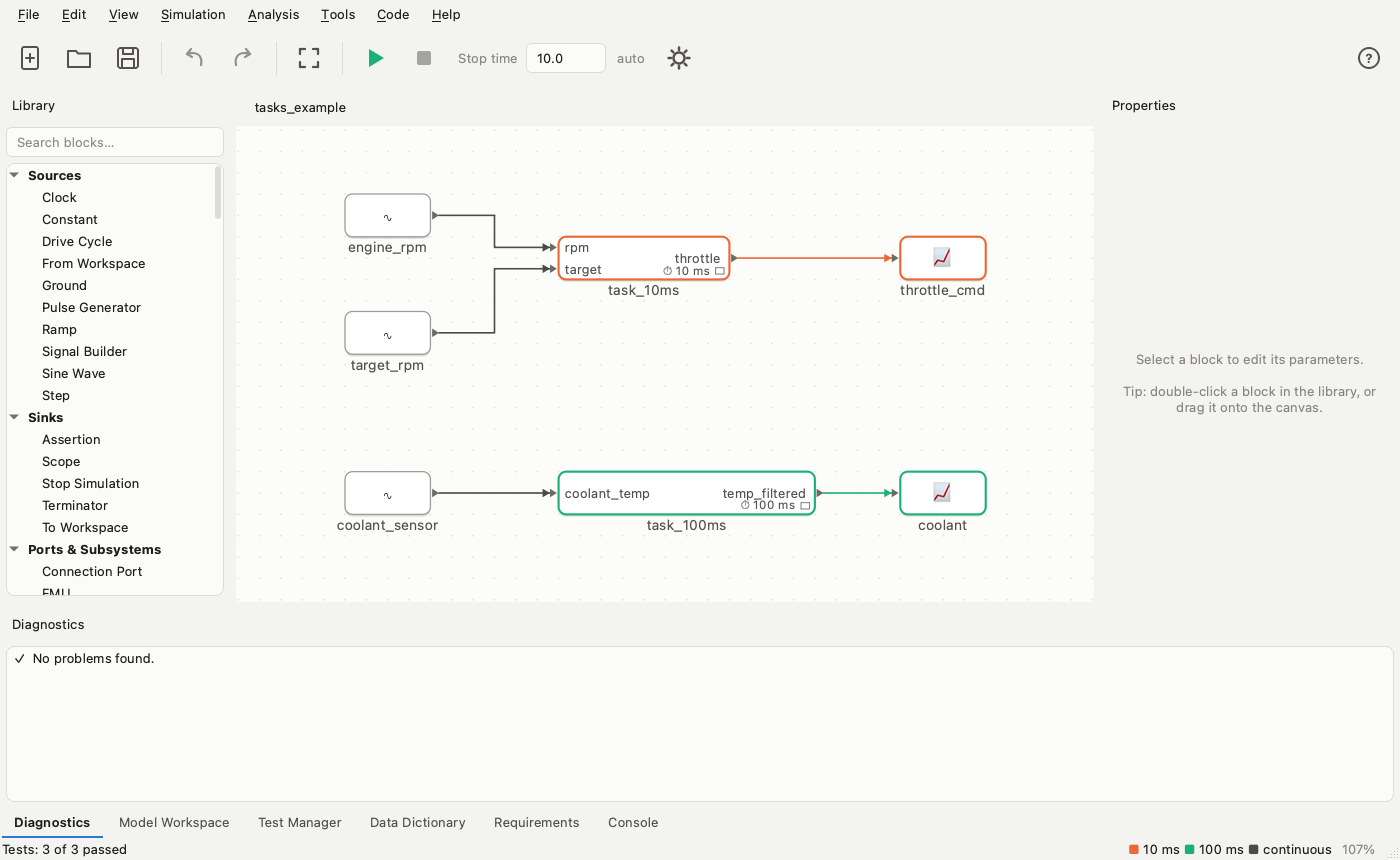 File Edit View Simulation Analysis Tools Code Help
Stop time 10.0 auto
Library
Search blocks...
Sources
Clock
Constant
Drive Cycle
From Workspace
Ground
Pulse Generator
Ramp
Signal Builder
Sine Wave
Step
Sinks
Assertion
Scope
Stop Simulation
Terminator
To Workspace
Ports & Subsystems
Connection Port
FMU
tasks_example
engine_rpm
target_rpm
rpm
target
throttle
10 ms
task_10ms
throttle_cmd
coolant_sensor
coolant_temp
temp_filtered
100 ms
task_100ms
coolant
Properties
Select a block to edit its parameters.
Tip: double-click a block in the library, or
drag it onto the canvas.
Diagnostics
✓ No problems found.
Diagnostics Model Workspace Test Manager Data Dictionary Requirements Console
Tests: 3 of 3 passed
10 ms 100 ms continuous 107%